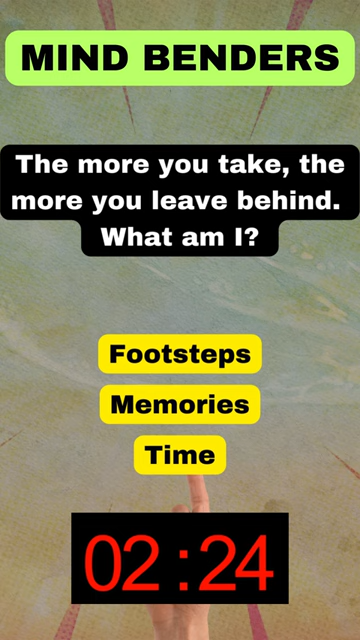 MIND BENDERS
The more you take, the
more you leave behind.
What am I?
Footsteps
Memories
Time
02:24